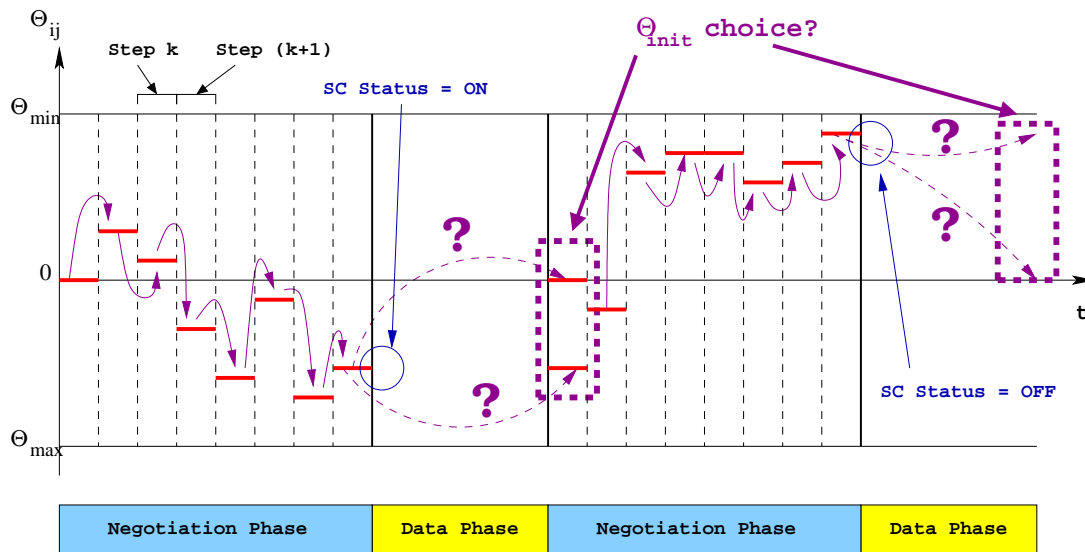 Θij
Θinit choice?
Step k
Step (k+1)
SC Status = ON
Θmin
?
?
?
0
t
SC Status = OFF
?
Θmax
Negotiation Phase
Data Phase
Negotiation Phase
Data Phase